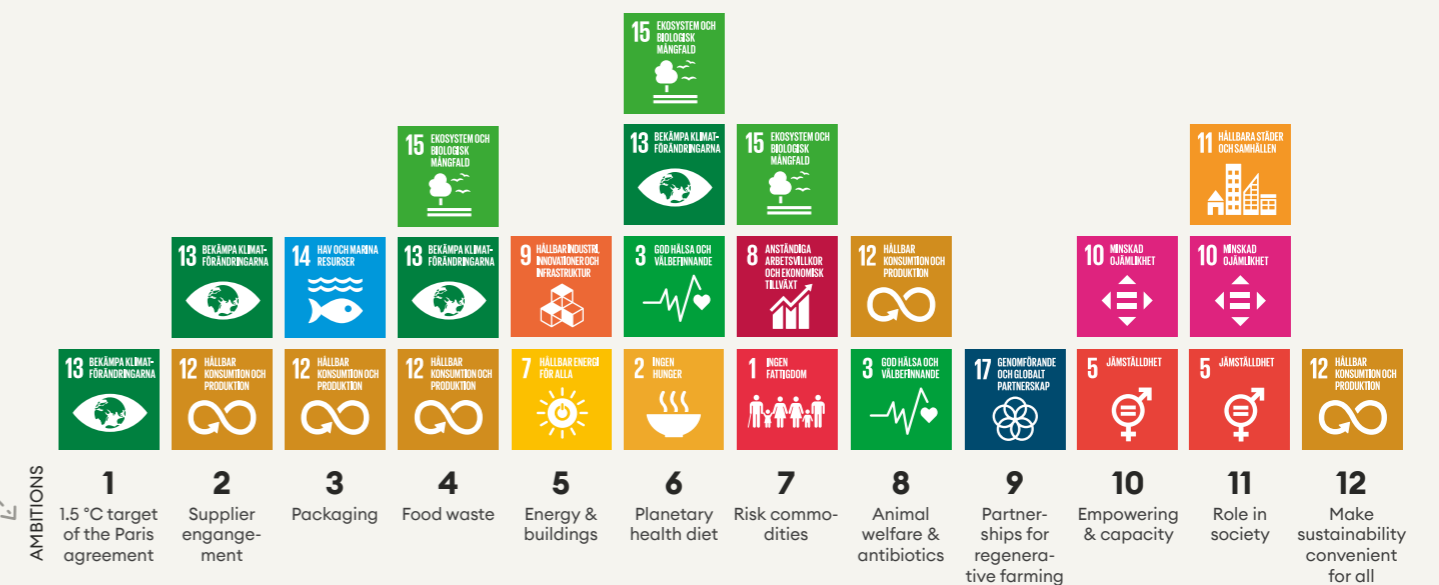 15 EKOSYSTEM OCH
BIOLOGISK
MÅNGFALD
15 EKOSYSTEM OCH
BIOLOGISK
MÅNGFALD
13 BEKÄMPA KLIMAT-
FÖRÄNDRINGARNA
15 EKOSYSTEM OCH
BIOLOGISK
MÅNGFALD
11 HÅLLBARA STÄDER
OCH SAMHÄLLEN
13 BEKÄMPA KLIMAT-
FÖRÄNDRINGARNA
14 HAV OCH MARINA
RESURSER
13 BEKÄMPA KLIMAT-
FÖRÄNDRINGARNA
9 HÅLLBAR INDUSTRI,
INNOVATIONER OCH
INFRASTRUKTUR
3 GOD HÄLSA OCH
VÄLBEFINNANDE
8 ANSTÄNDIGA
ARBETSVILLKOR
OCH EKONOMISK
TILLVÄXT
12 HÅLLBAR
KONSUMTION OCH
PRODUKTION
10 MINSKAD
OJÄMLIKHET
10 MINSKAD
OJÄMLIKHET
13 BEKÄMPA KLIMAT-
FÖRÄNDRINGARNA
12 HÅLLBAR
KONSUMTION OCH
PRODUKTION
12 HÅLLBAR
KONSUMTION OCH
PRODUKTION
12 HÅLLBAR
KONSUMTION OCH
PRODUKTION
7 HÅLLBAR ENERGI
FÖR ALLA
2 INGEN
HUNGER
1 INGEN
FATTIGDOM
3 GOD HÄLSA OCH
VÄLBEFINNANDE
17 GENOMFÖRANDE
OCH GLOBALT
PARTNERSKAP
5 JÄMSTÄLLDHET
5 JÄMSTÄLLDHET
12 HÅLLBAR
KONSUMTION OCH
PRODUKTION
AMBITIONS
1
1.5 °C target
of the Paris
agreement
2
Supplier
engange-
ment
3
Packaging
4
Food waste
5
Energy &
buildings
6
Planetary
health diet
7
Risk commo-
dities
8
Animal
welfare &
antibiotics
9
Partner-
ships for
regenera-
tive farming
10
Empowering
& capacity
11
Role in
society
12
Make
sustainability
convenient
for all